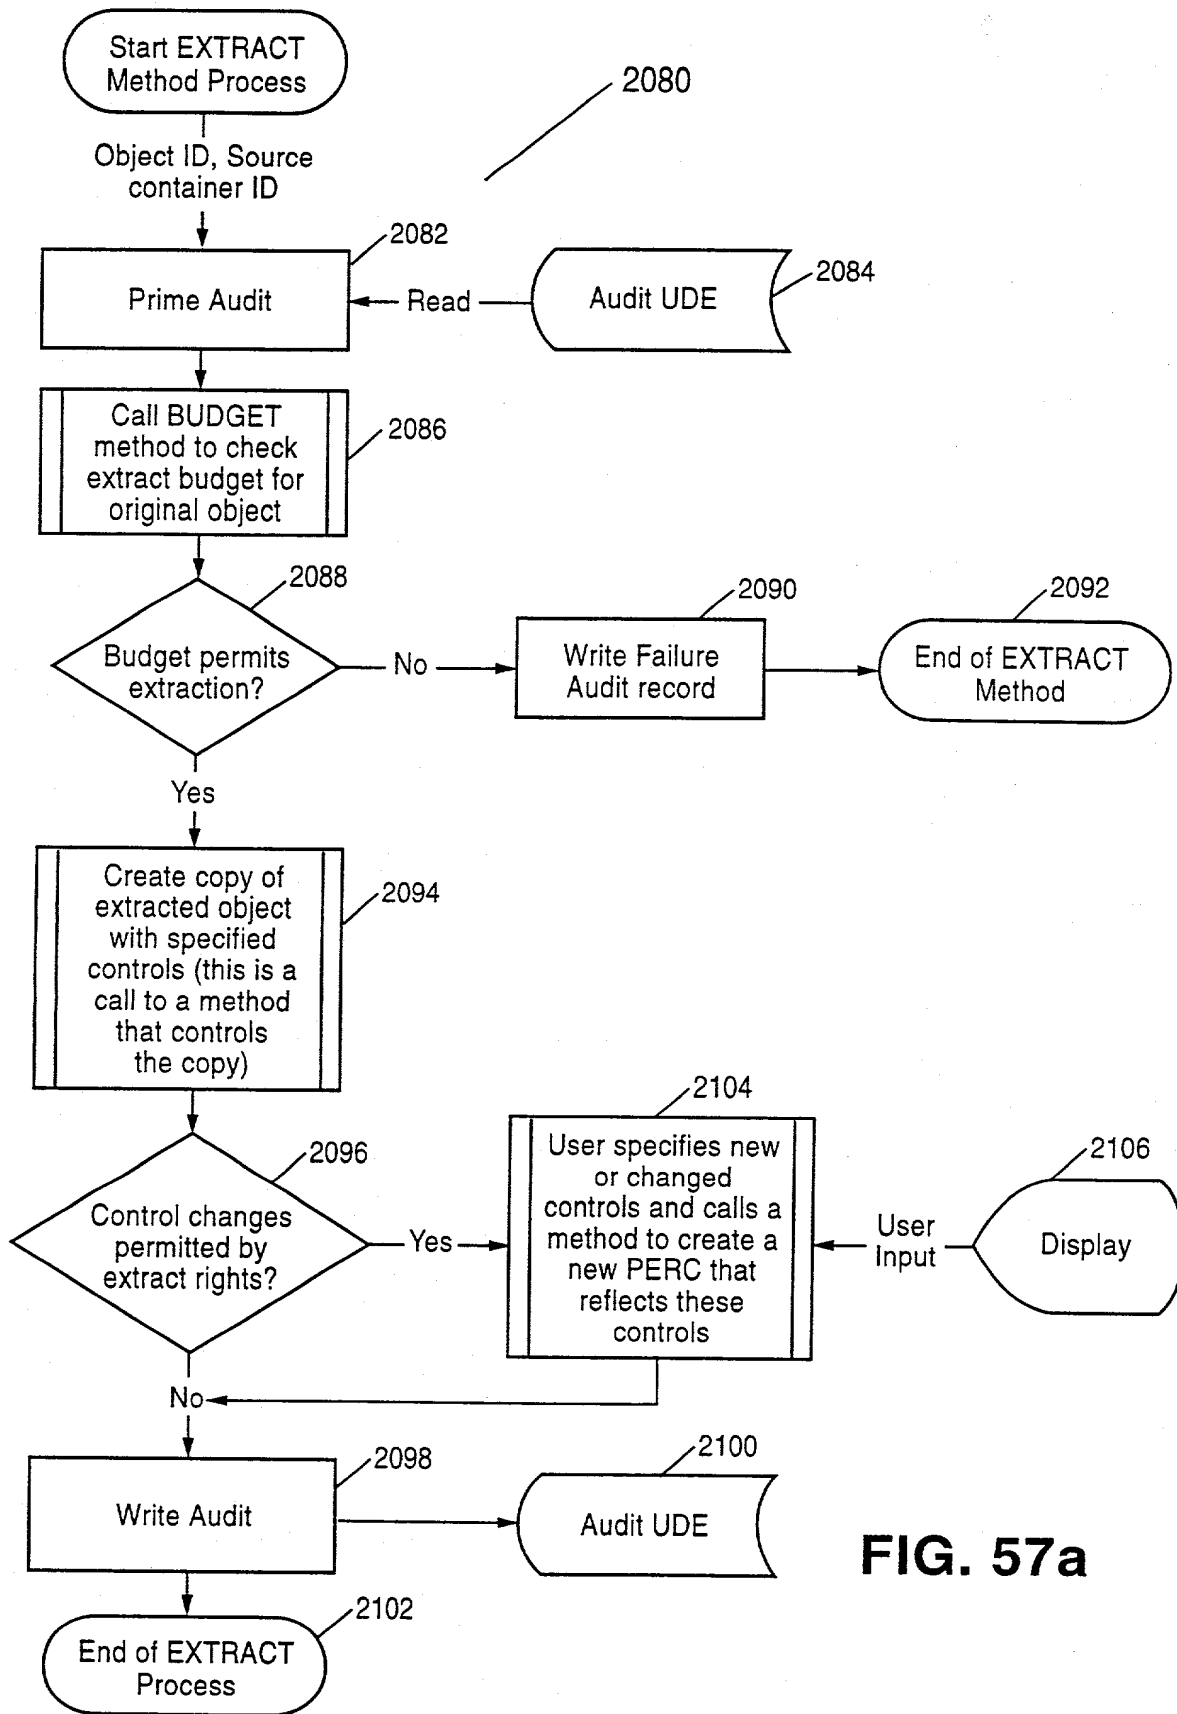 Start EXTRACT
Method Process
2080
Object ID, Source
container ID
2082
Prime Audit
Read
Audit UDE
2084
Call BUDGET
method to check
extract budget for
original object
2086
2088
Budget permits
extraction?
No
2090
Write Failure
Audit record
2092
End of EXTRACT
Method
Yes
Create copy of
extracted object
with specified
controls (this is a
call to a method
that controls
the copy)
2094
2096
Control changes
permitted by
extract rights?
Yes
2104
User specifies new
or changed
controls and calls a
method to create a
new PERC that
reflects these
controls
User
Input
2106
Display
No
2098
Write Audit
2100
Audit UDE
FIG. 57a
2102
End of EXTRACT
Process